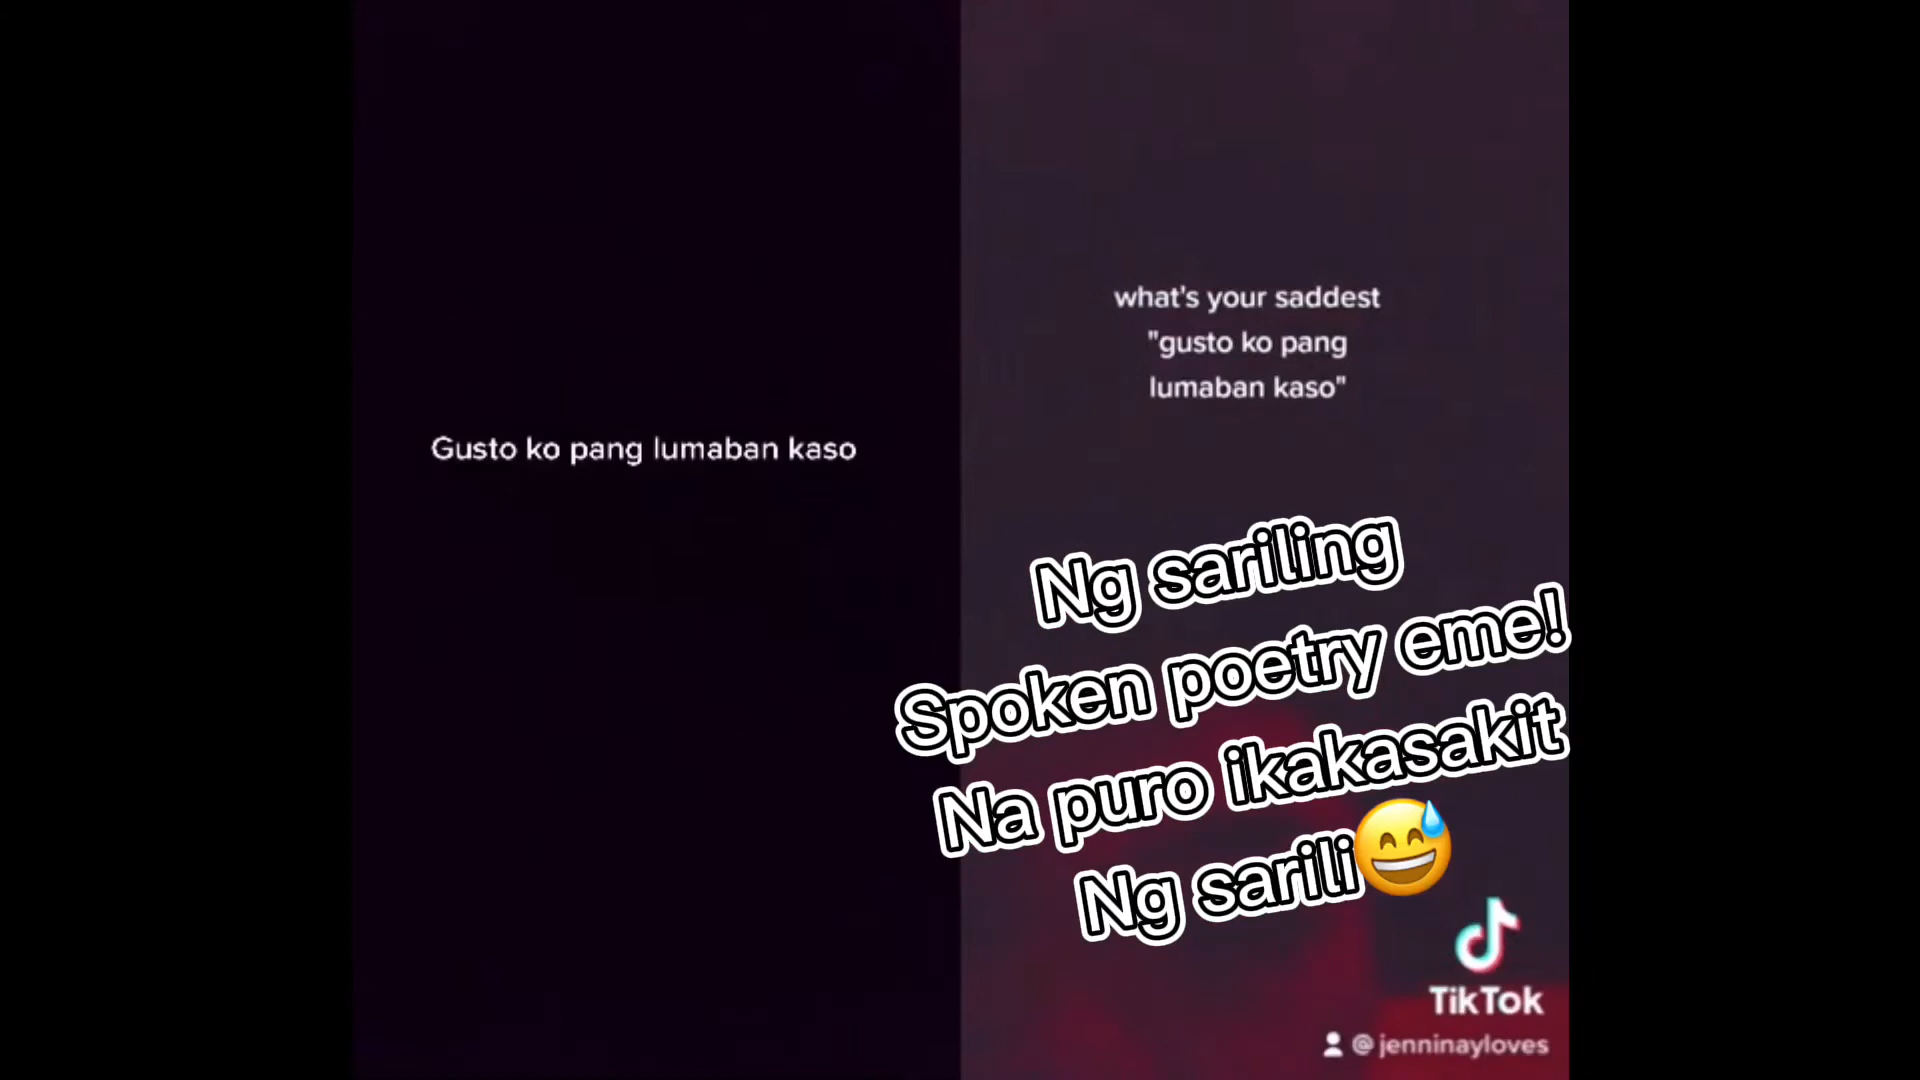 Gusto ko pang lumaban kaso
what's your saddest
"gusto ko pang
lumaban kaso"
Ng sariling
Spoken poetry eme!
Na puro ikakasakit
Ng sarili😅
TikTok
@jenninayloves